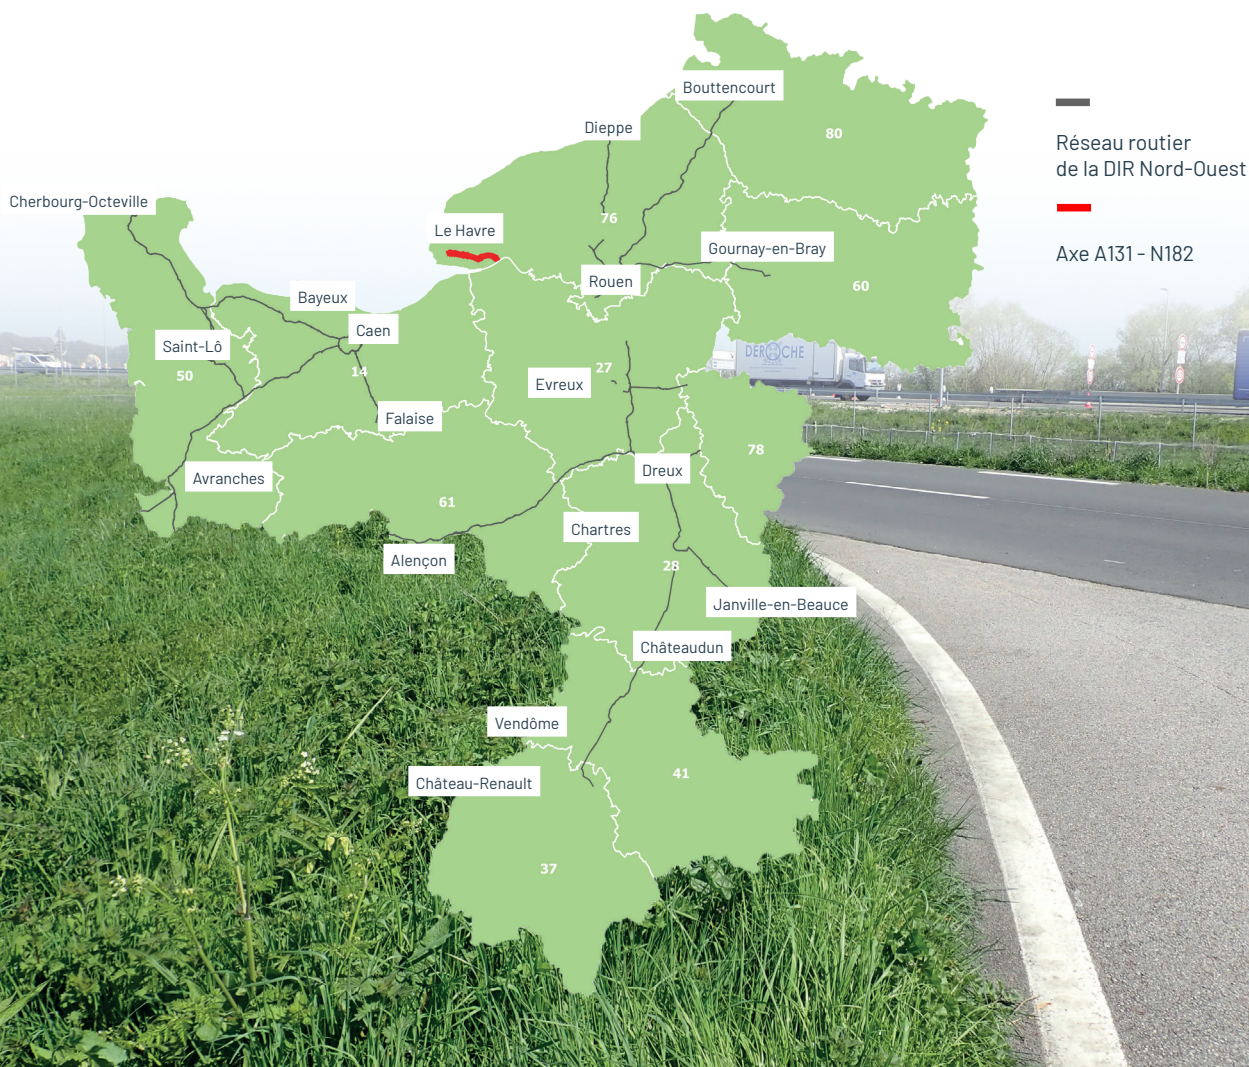 Bouttencourt
Dieppe
80
Réseau routier
de la DIR Nord-Ouest
Cherbourg-Octeville
76
Le Havre
Gournay-en-Bray
Axe A131 - N182
Rouen
60
Bayeux
Caen
Saint-Lô
DEROCHE
50
14
27
Evreux
Falaise
78
Dreux
Avranches
61
Chartres
Alençon
28
Janville-en-Beauce
Châteaudun
Vendôme
41
Château-Renault
37